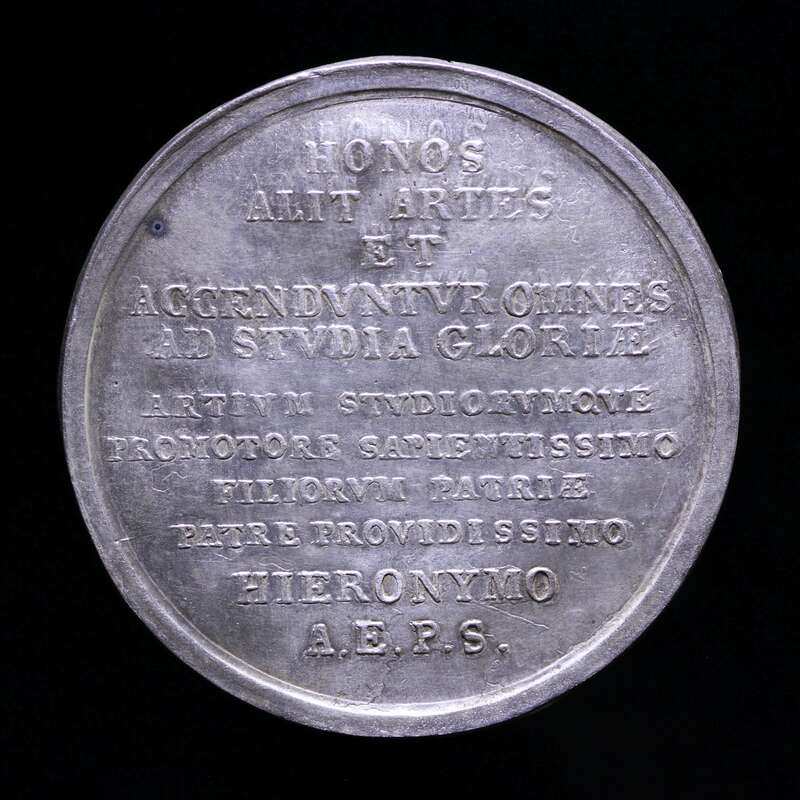 HONOS
ALIT ARTES
ET
ACCENDVNTVR OMNES
AD STVDIA GLORIÆ
ARTIVM STVDIORVMQVE
PROMOTORE SAPIENTISSIMO
FILIORVM PATRIÆ
PATRE PROVIDISSIMO
HIERONYMO
A.E.P.S.